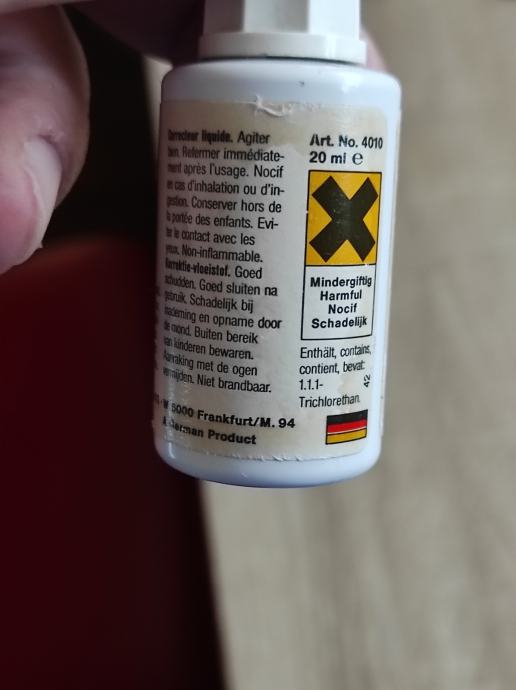 Correcteur liquide. Agiter
bien. Refermer immédiate-
ment après l'usage. Nocif
en cas d'inhalation ou d'in-
gestion. Conserver hors de
la portée des enfants. Evi-
ter le contact avec les
yeux. Non-inflammable.
Korrektie-vloeistof. Goed
schudden. Goed sluiten na
gebruik. Schadelijk bij
inademing en opname door
de mond. Buiten bereik
van kinderen bewaren.
Aanraking met de ogen
vermijden. Niet brandbaar.
W 6000 Frankfurt/M. 94
A German Product
Art. No. 4010
20 ml e
Mindergiftig
Harmful
Nocif
Schadelijk
Enthält, contains,
contient, bevat:
1.1.1-
Trichlorethan.
42